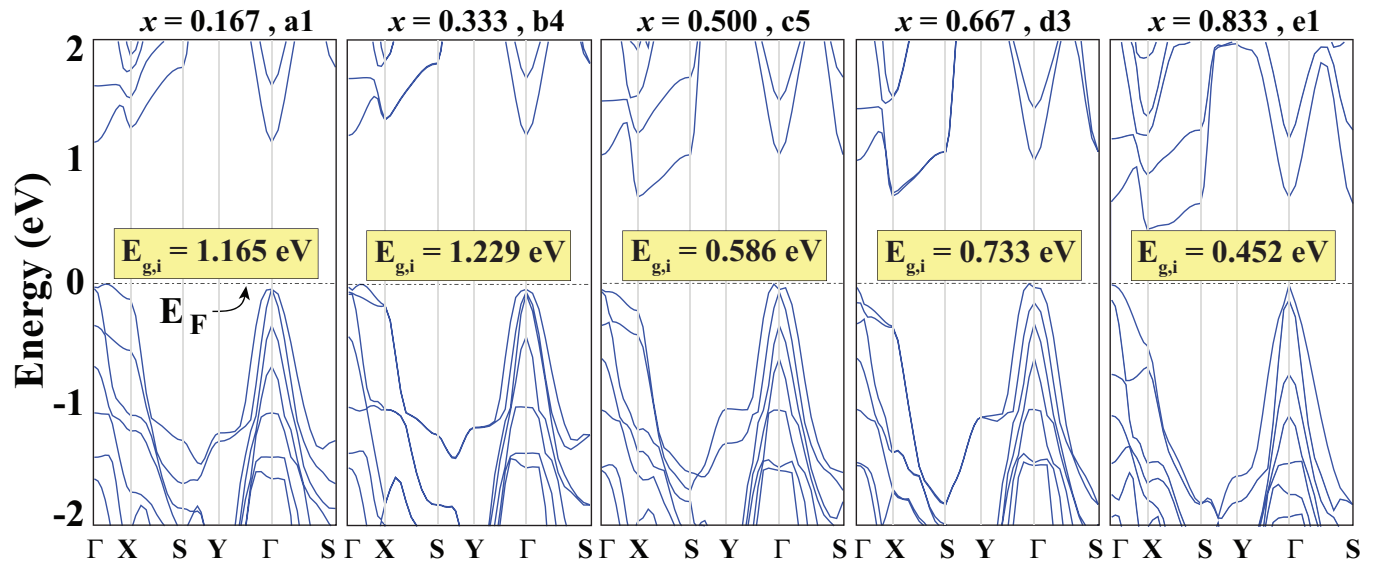 x = 0.167 , a1
x = 0.333 , b4
x = 0.500 , c5
x = 0.667 , d3
x = 0.833 , e1
Energy (eV)
2
1
0
-1
-2
E_g,i = 1.165 eV
E_g,i = 1.229 eV
E_g,i = 0.586 eV
E_g,i = 0.733 eV
E_g,i = 0.452 eV
E_F
Γ X S Y Γ S
Γ X S Y Γ S
Γ X S Y Γ S
Γ X S Y Γ S
Γ X S Y Γ S